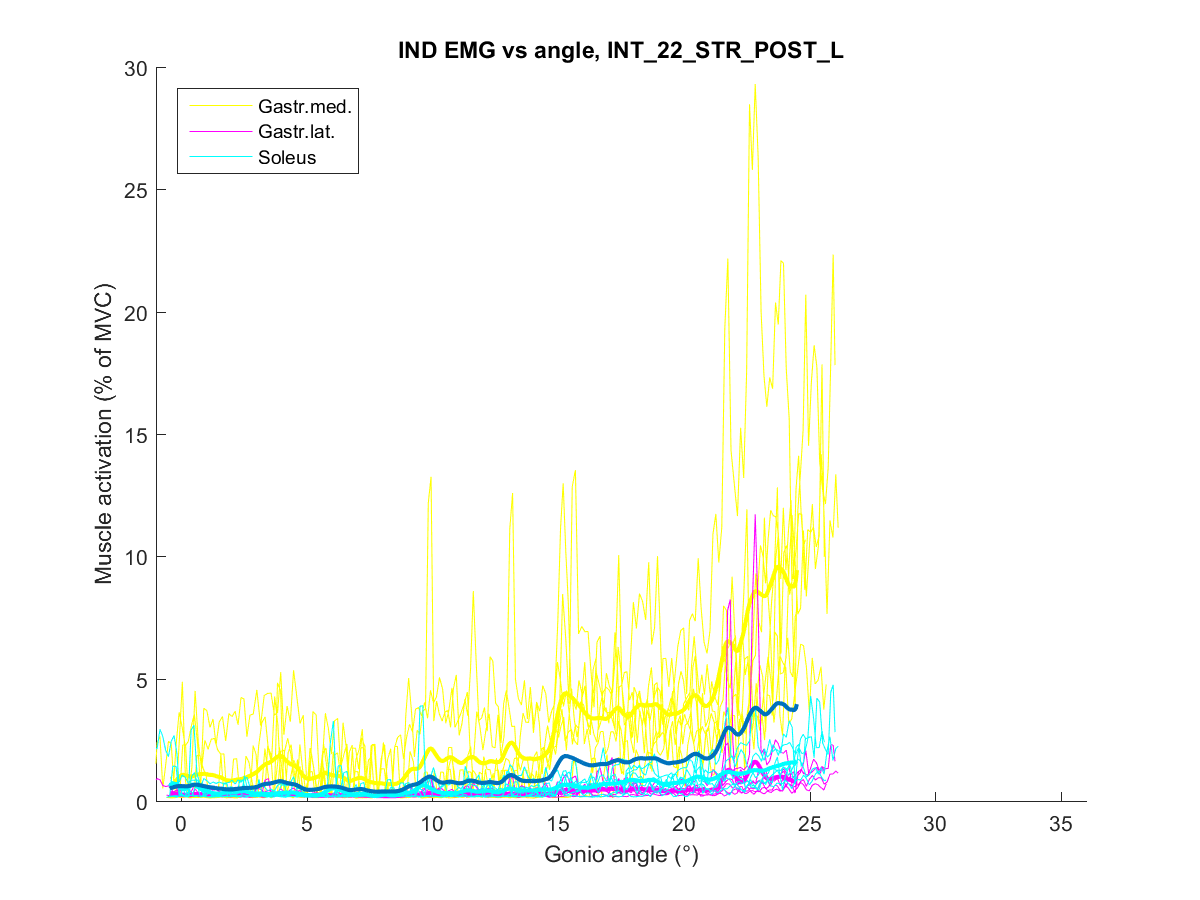 IND EMG vs angle, INT_22_STR_POST_L
30
25
20
15
10
5
0
Muscle activation (% of MVC)
Gastr.med.
Gastr.lat.
Soleus
0 5 10 15 20 25 30 35
Gonio angle (°)